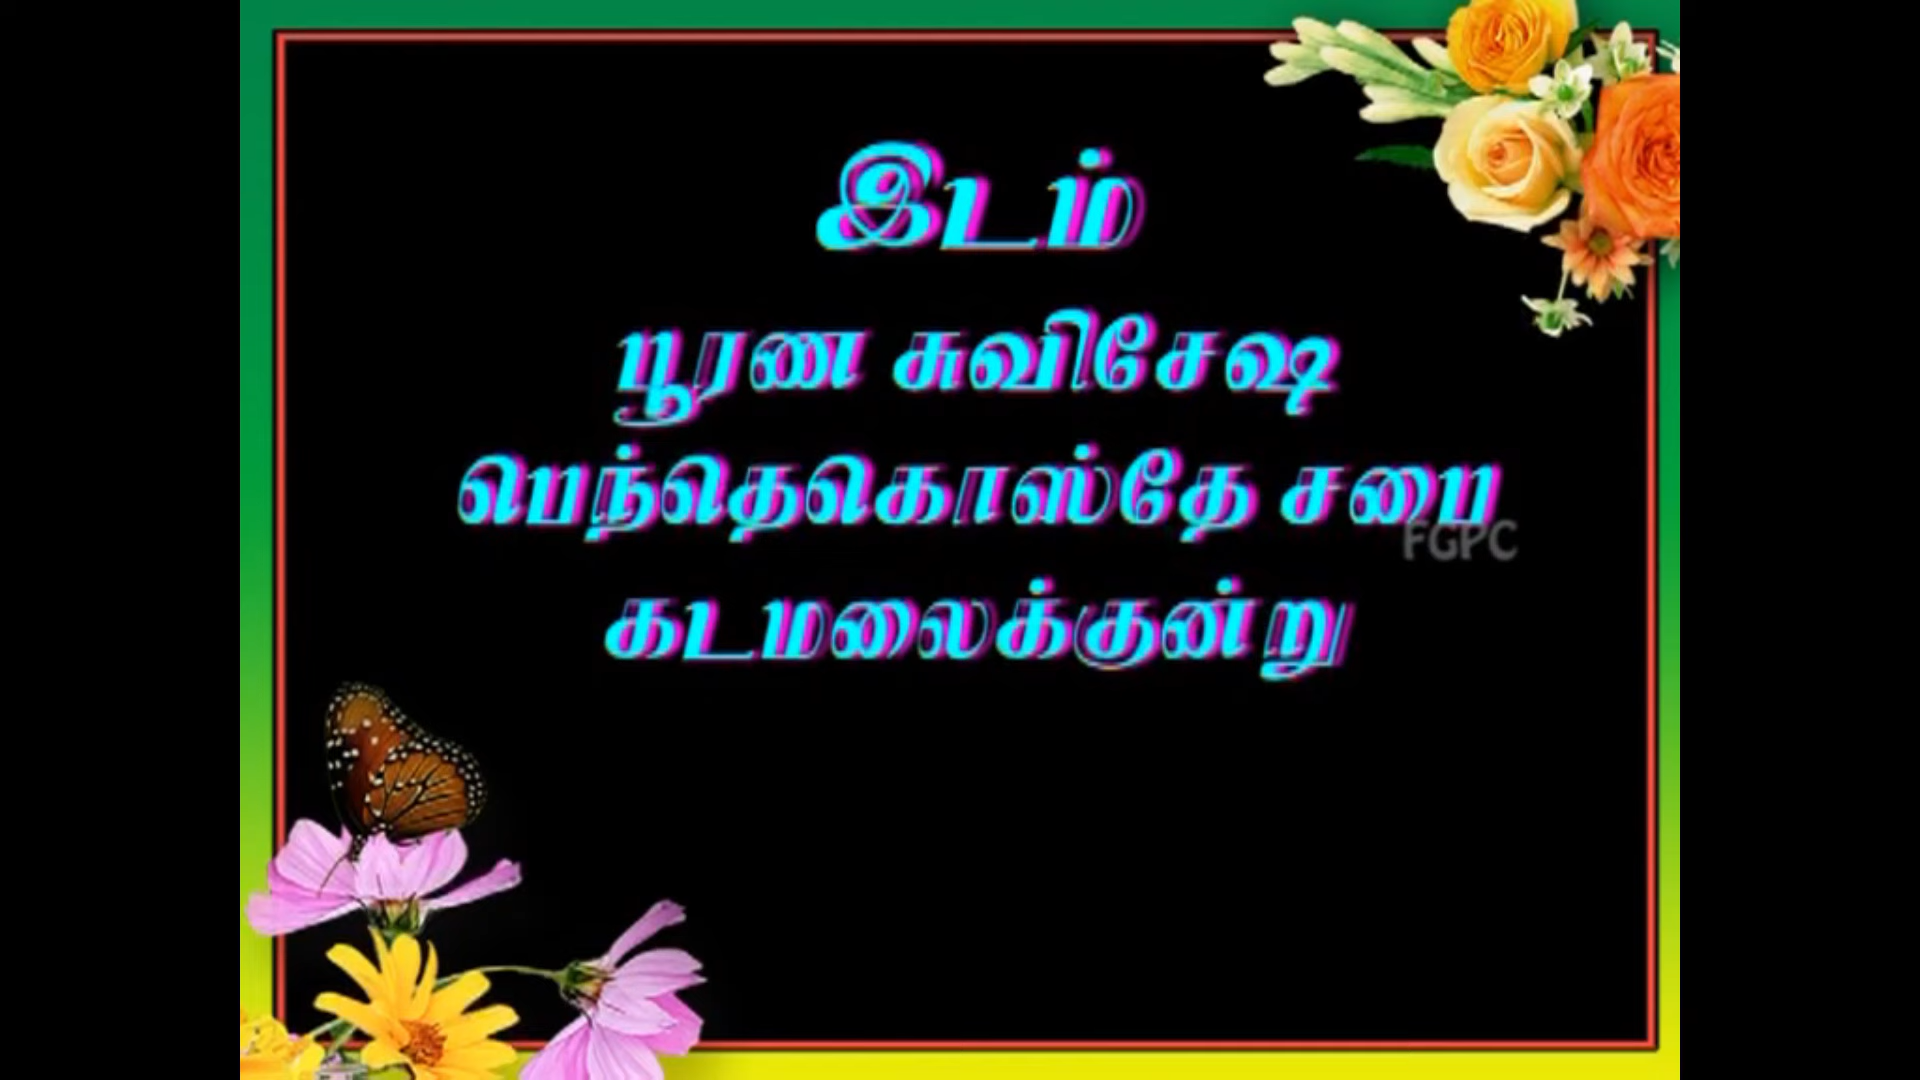 இடம்
பூரண சுவிசேஷ
பெந்தெகொஸ்தே சபை
FGPC
கடமலைக்குன்று